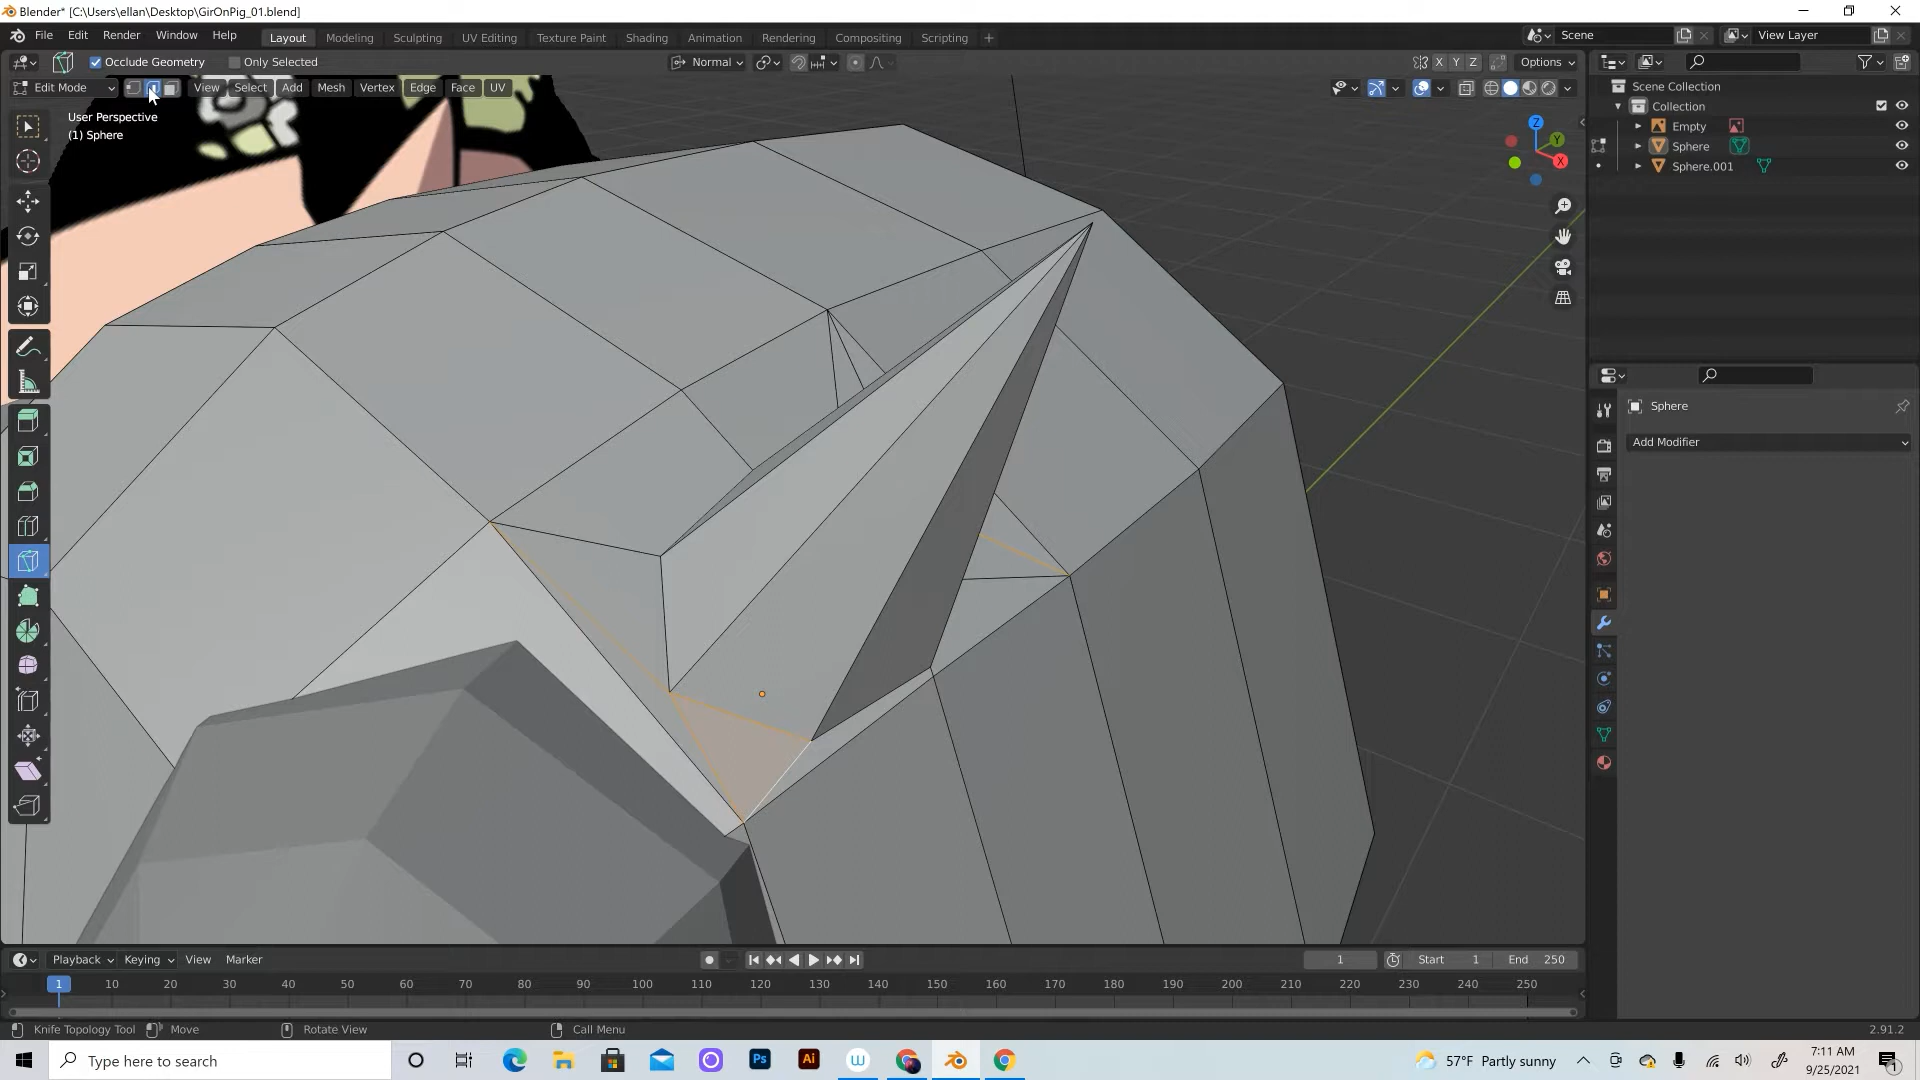 Blender* [C:\Users\ellan\Desktop\GirOnPig_01.blend]
File Edit Render Window Help
Layout Modeling Sculpting UV Editing Texture Paint Shading Animation Rendering Compositing Scripting
Scene
View Layer
Occlude Geometry
Only Selected
Normal
X Y Z
Options
Edit Mode
View Select Add Mesh Vertex Edge Face UV
User Perspective
(1) Sphere
Z
Y
X
Scene Collection
Collection
Empty
Sphere
Sphere.001
Sphere
Add Modifier
Playback Keying View Marker
1
Start 1
End 250
1 10 20 30 40 50 60 70 80 90 100 110 120 130 140 150 160 170 180 190 200 210 220 230 240 250
Knife Topology Tool Move Rotate View Call Menu
2.91.2
Type here to search
Ps
Ai
57°F Partly sunny
7:11 AM
9/25/2021
1